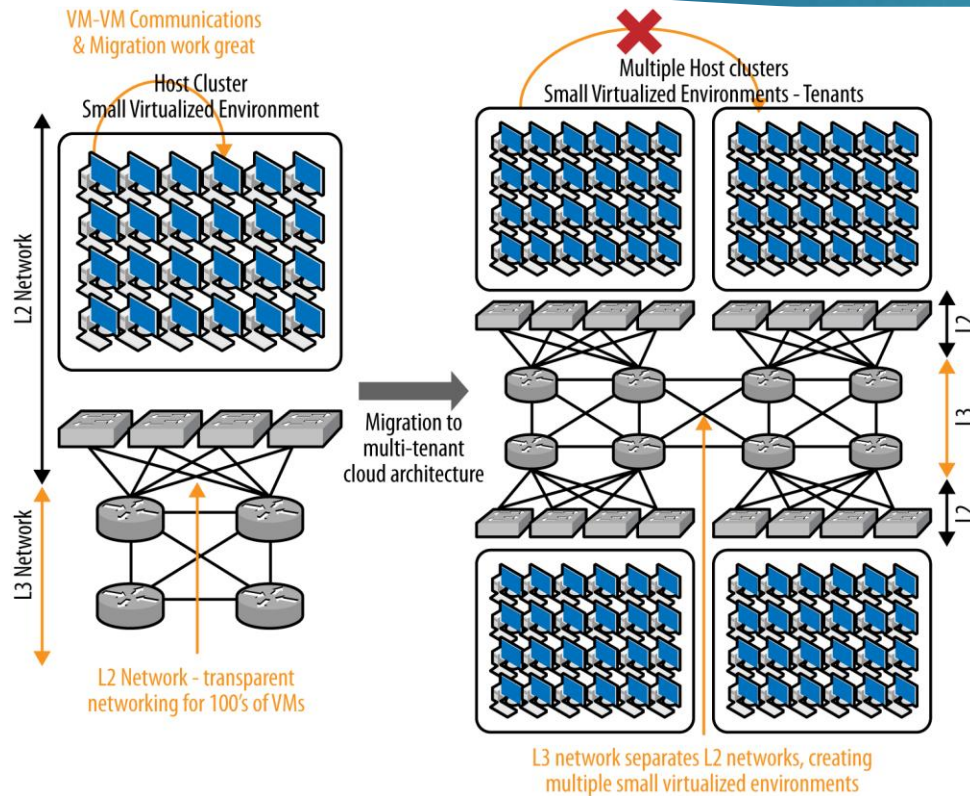 VM-VM Communications
& Migration work great
Host Cluster
Small Virtualized Environment
L2 Network
L3 Network
L2 Network - transparent
networking for 100's of VMs
Migration to
multi-tenant
cloud architecture
Multiple Host clusters
Small Virtualized Environments - Tenants
L2
L3
L2
L3 network separates L2 networks, creating
multiple small virtualized environments